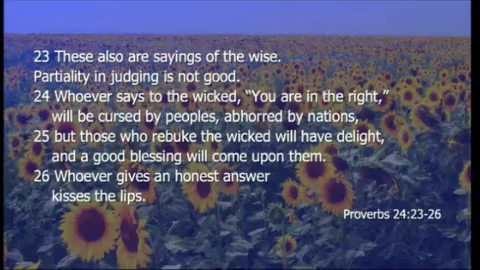 23 These also are sayings of the wise.
Partiality in judging is not good.
24 Whoever says to the wicked, “You are in the right,”
will be cursed by peoples, abhorred by nations,
25 but those who rebuke the wicked will have delight,
and a good blessing will come upon them.
26 Whoever gives an honest answer
kisses the lips.
Proverbs 24:23-26